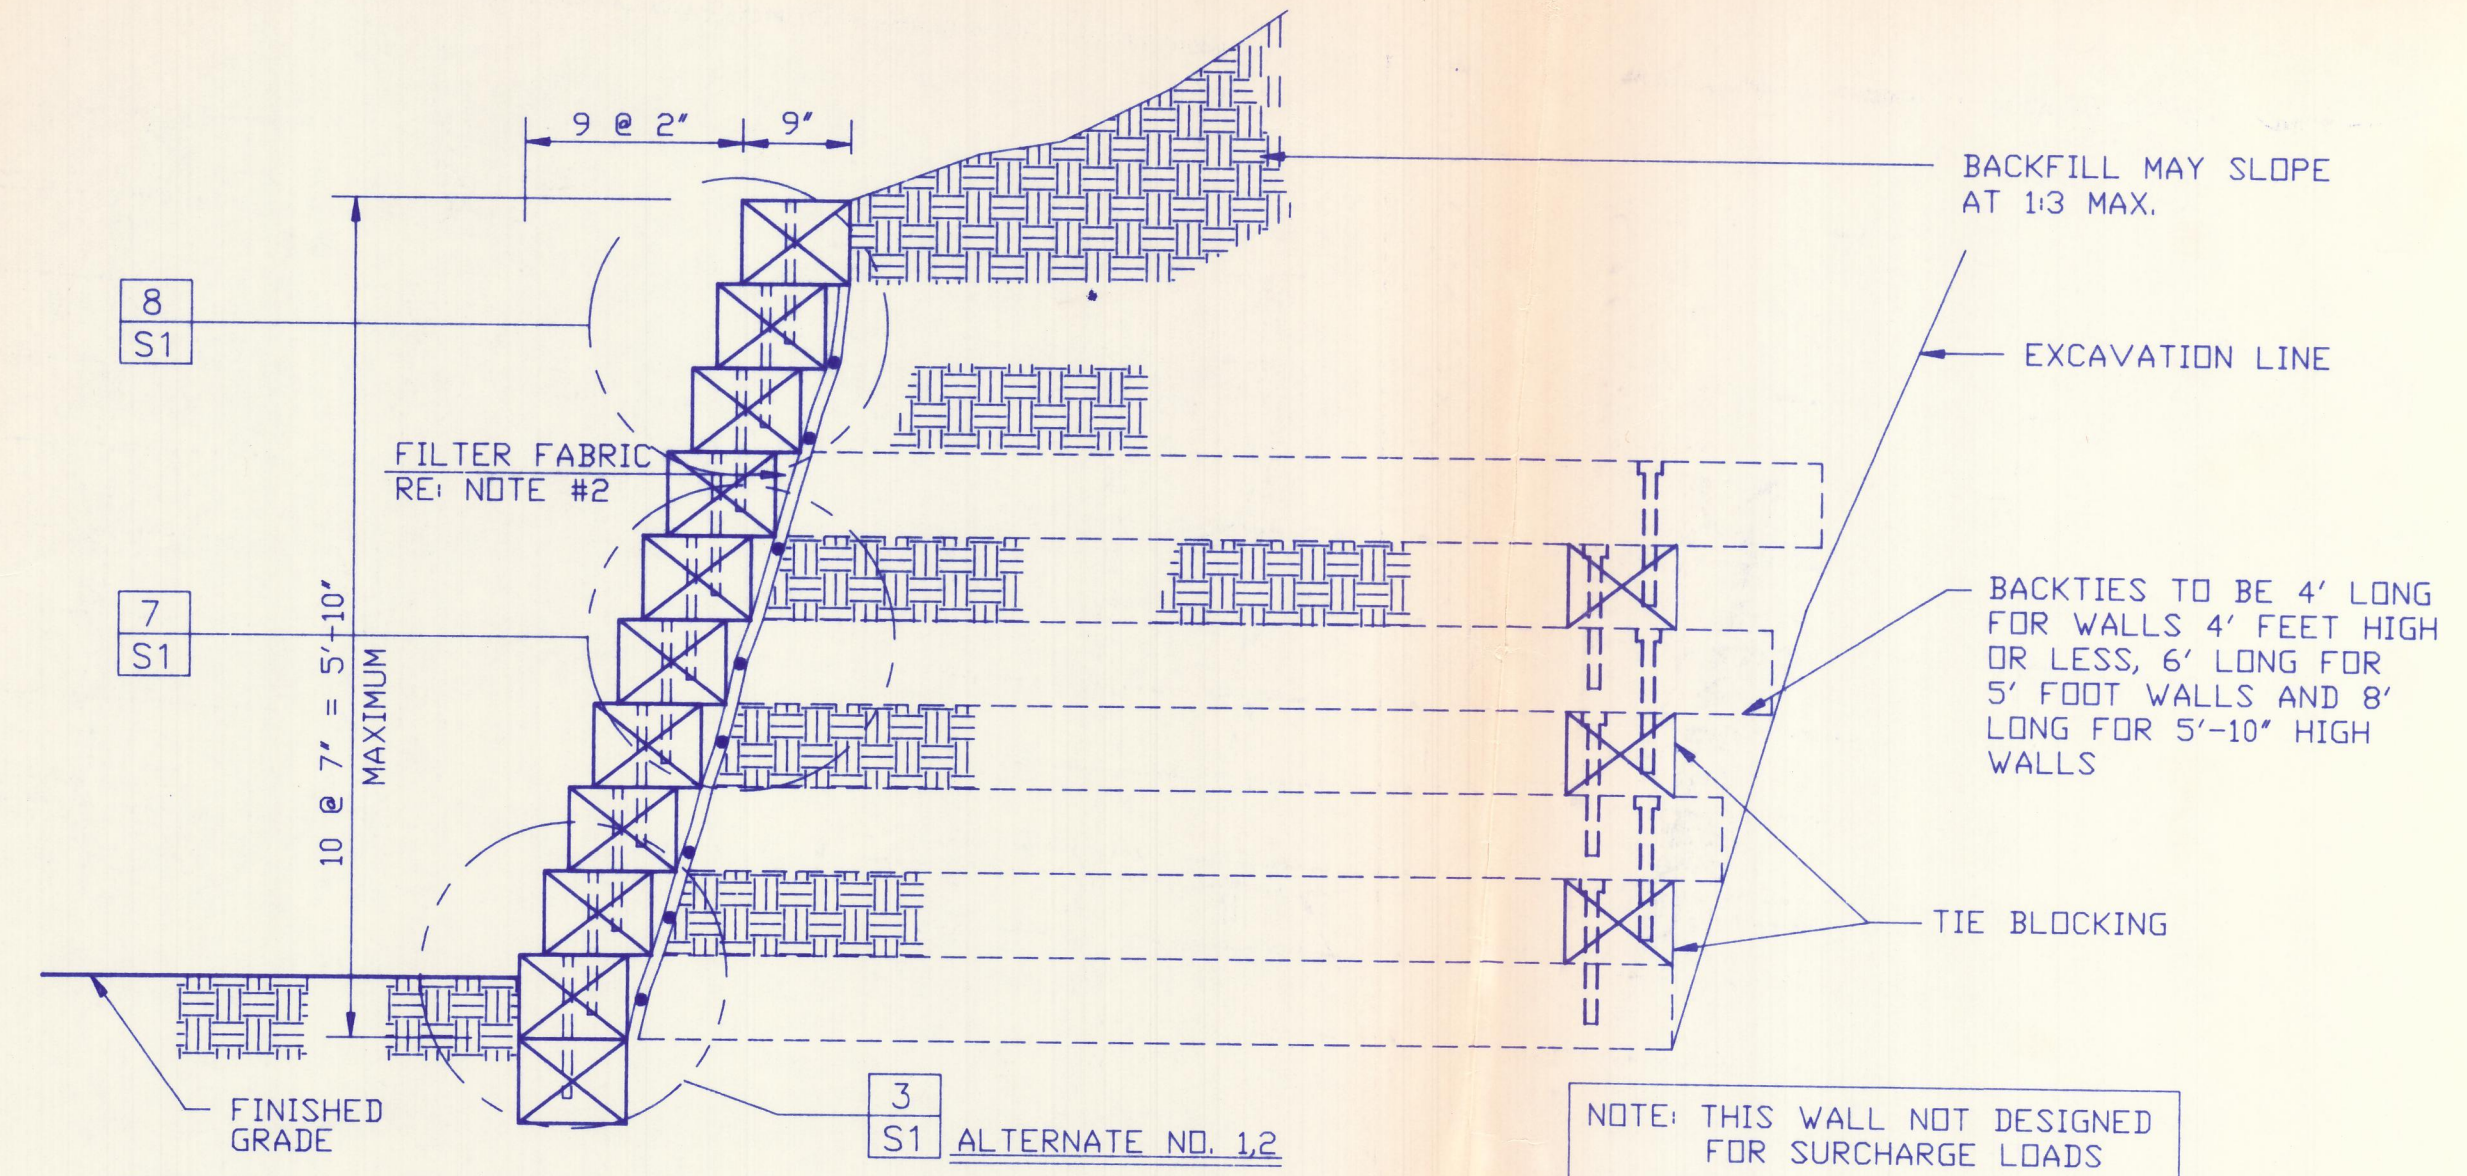 9 @ 2″ 9″
BACKFILL MAY SLOPE
AT 1:3 MAX.
8
S1
EXCAVATION LINE
FILTER FABRIC
RE: NOTE #2
10 @ 7″ = 5′-10″
MAXIMUM
7
S1
BACKTIES TO BE 4′ LONG
FOR WALLS 4′ FEET HIGH
OR LESS, 6′ LONG FOR
5′ FOOT WALLS AND 8′
LONG FOR 5′-10″ HIGH
WALLS
TIE BLOCKING
FINISHED
GRADE
3
S1
ALTERNATE NO. 1,2
NOTE: THIS WALL NOT DESIGNED
FOR SURCHARGE LOADS